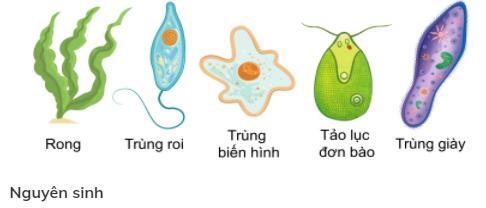 Rong
Trùng roi
Trùng
biến hình
Tảo lục
đơn bào
Trùng giày
Nguyên sinh